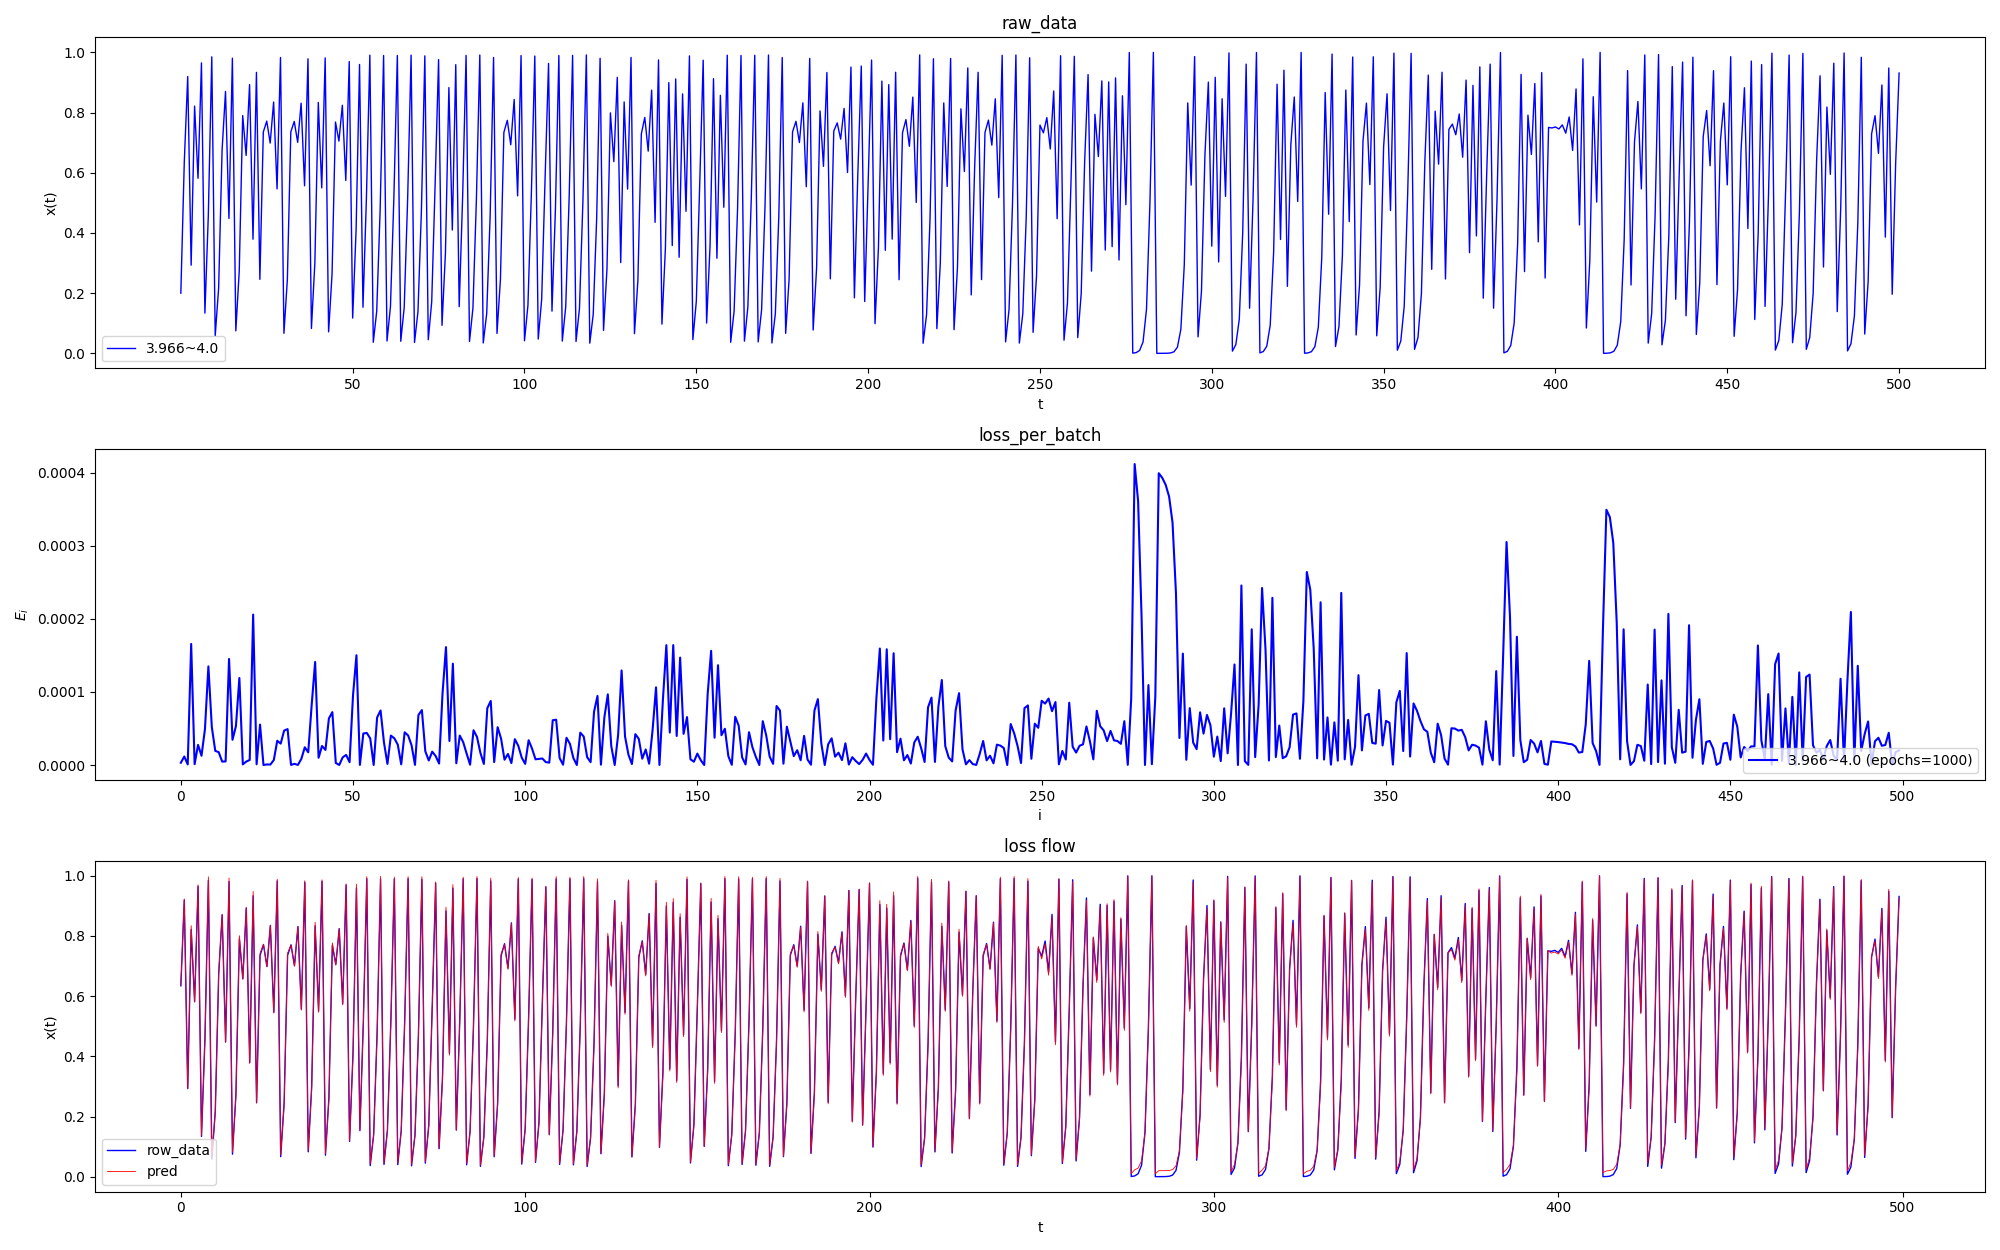 raw_data
1.0
0.8
0.6
0.4
0.2
0.0
x(t)
3.966~4.0
50 100 150 200 250 300 350 400 450 500
t
loss_per_batch
0.0004
0.0003
0.0002
0.0001
0.0000
E_i
3.966~4.0 (epochs=1000)
0 50 100 150 200 250 300 350 400 450 500
i
loss flow
1.0
0.8
0.6
0.4
0.2
0.0
x(t)
row_data
pred
0 100 200 300 400 500
t